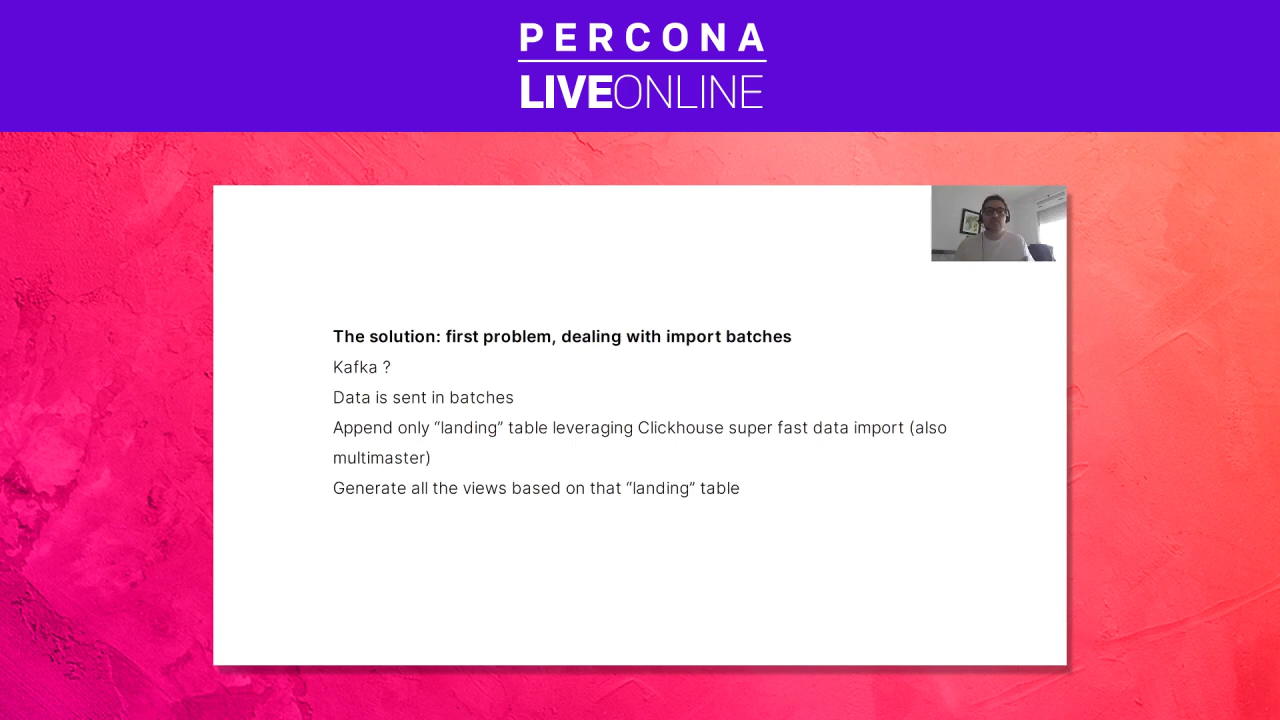 PERCONA
LIVEONLINE
The solution: first problem, dealing with import batches
Kafka ?
Data is sent in batches
Append only “landing” table leveraging Clickhouse super fast data import (also
multimaster)
Generate all the views based on that “landing” table